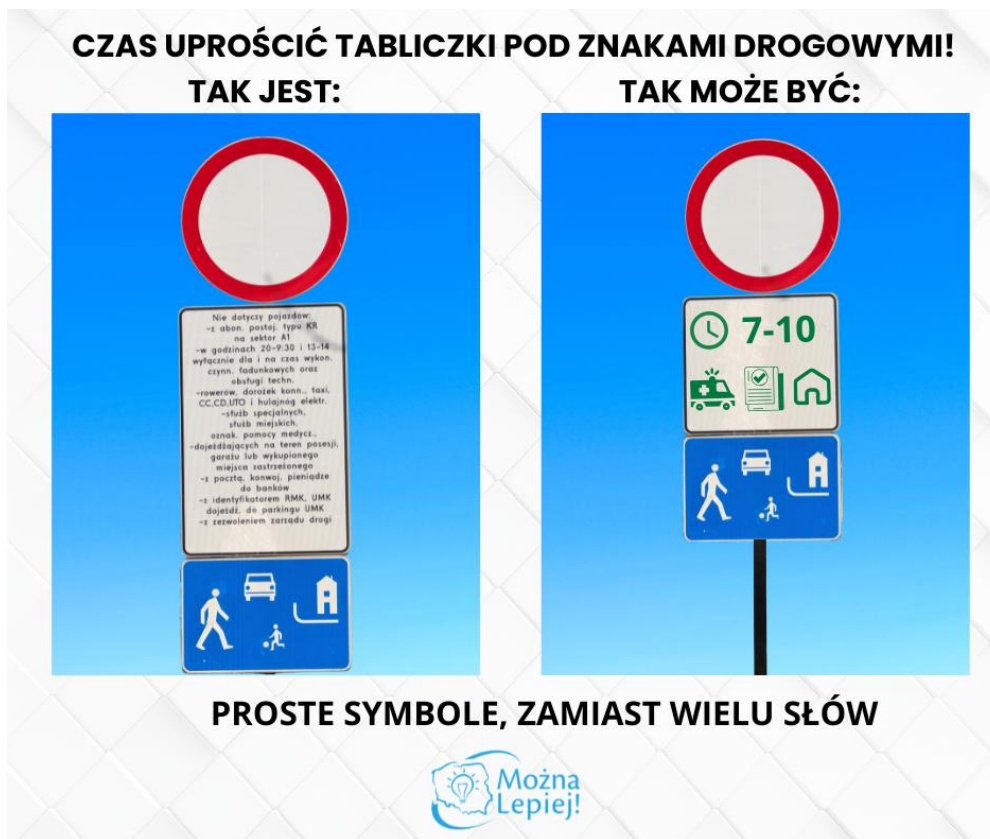 CZAS UPROŚCIĆ TABLICZKI POD ZNAKAMI DROGOWYMI!
TAK JEST:
TAK MOŻE BYĆ:
Nie dotyczy pojazdów:
-z abon. postoj. typu KR
na sektor A1
-w godzinach 20-9:30 i 13-14
wyłącznie dla i na czas wykon.
czynn. ładunkowych oraz
obsługi techn.
-rowerów, dorożek konn., taxi,
CC,CD,UTO i hulajnóg elektr.
-służb specjalnych,
służb miejskich,
oznak. pomocy medycz.,
-dojeżdżających na teren posesji,
garażu lub wykupionego
miejsca zastrzeżonego
-z pocztą, konwoj. pieniądze
do banków
-z identyfikatorem RMK, UMK
dojeźdź. do parkingu UMK
-z zezwoleniem zarządu drogi
7-10
PROSTE SYMBOLE, ZAMIAST WIELU SŁÓW
Można
Lepiej!